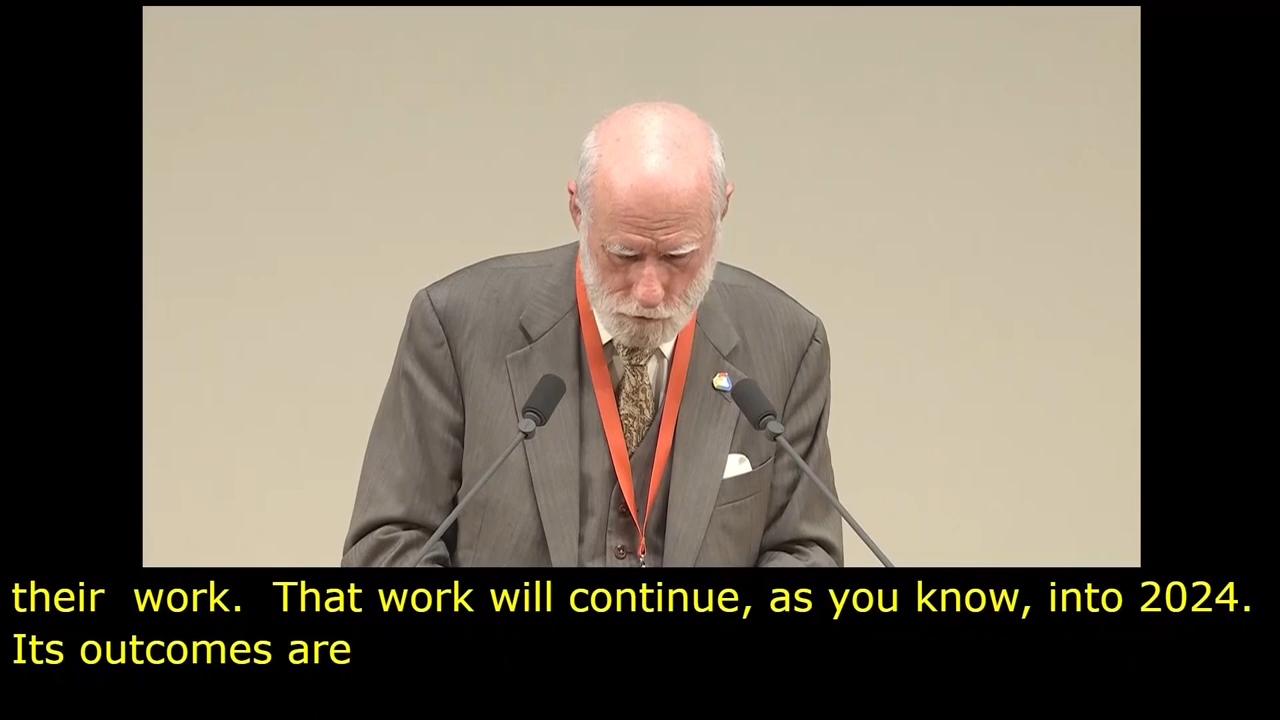 their  work.  That work will continue, as you know, into 2024.
Its outcomes are